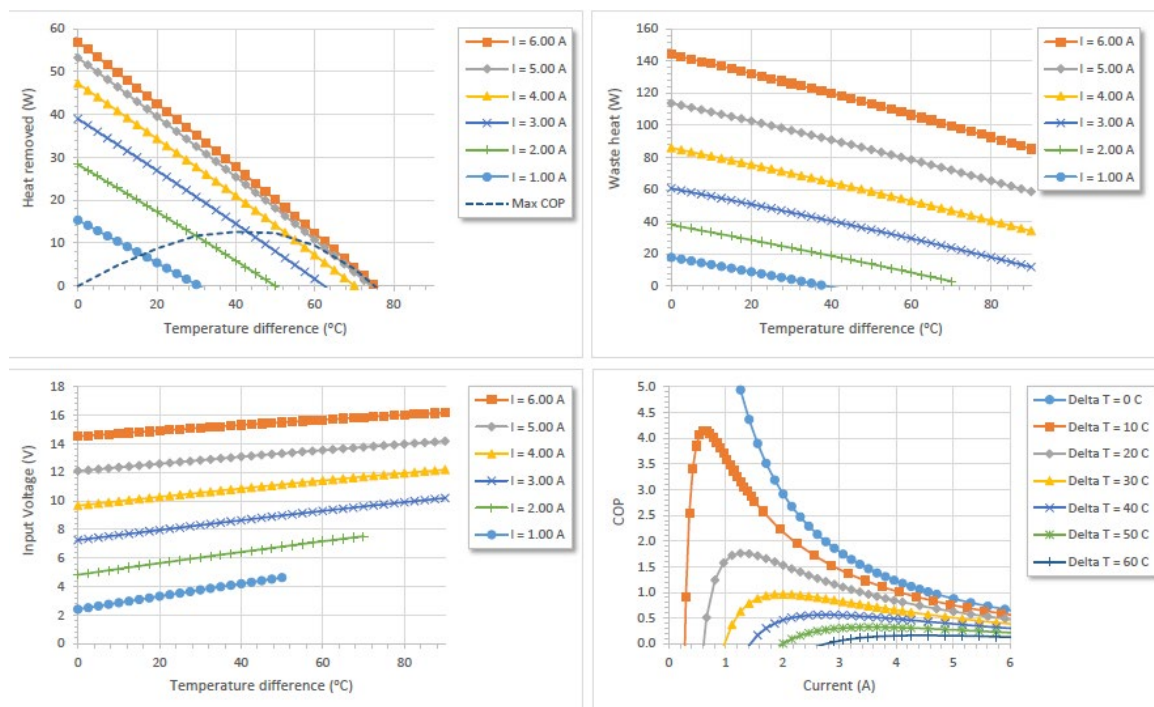 60
50
40
30
20
10
0
Heat removed (W)
0 20 40 60 80
Temperature difference (°C)
I = 6.00 A
I = 5.00 A
I = 4.00 A
I = 3.00 A
I = 2.00 A
I = 1.00 A
Max COP
160
140
120
100
80
60
40
20
0
Waste heat (W)
0 20 40 60 80
Temperature difference (°C)
I = 6.00 A
I = 5.00 A
I = 4.00 A
I = 3.00 A
I = 2.00 A
I = 1.00 A
18
16
14
12
10
8
6
4
2
0
Input Voltage (V)
0 20 40 60 80
Temperature difference (°C)
I = 6.00 A
I = 5.00 A
I = 4.00 A
I = 3.00 A
I = 2.00 A
I = 1.00 A
5.0
4.5
4.0
3.5
3.0
2.5
2.0
1.5
1.0
0.5
0.0
COP
0 1 2 3 4 5 6
Current (A)
Delta T = 0 C
Delta T = 10 C
Delta T = 20 C
Delta T = 30 C
Delta T = 40 C
Delta T = 50 C
Delta T = 60 C